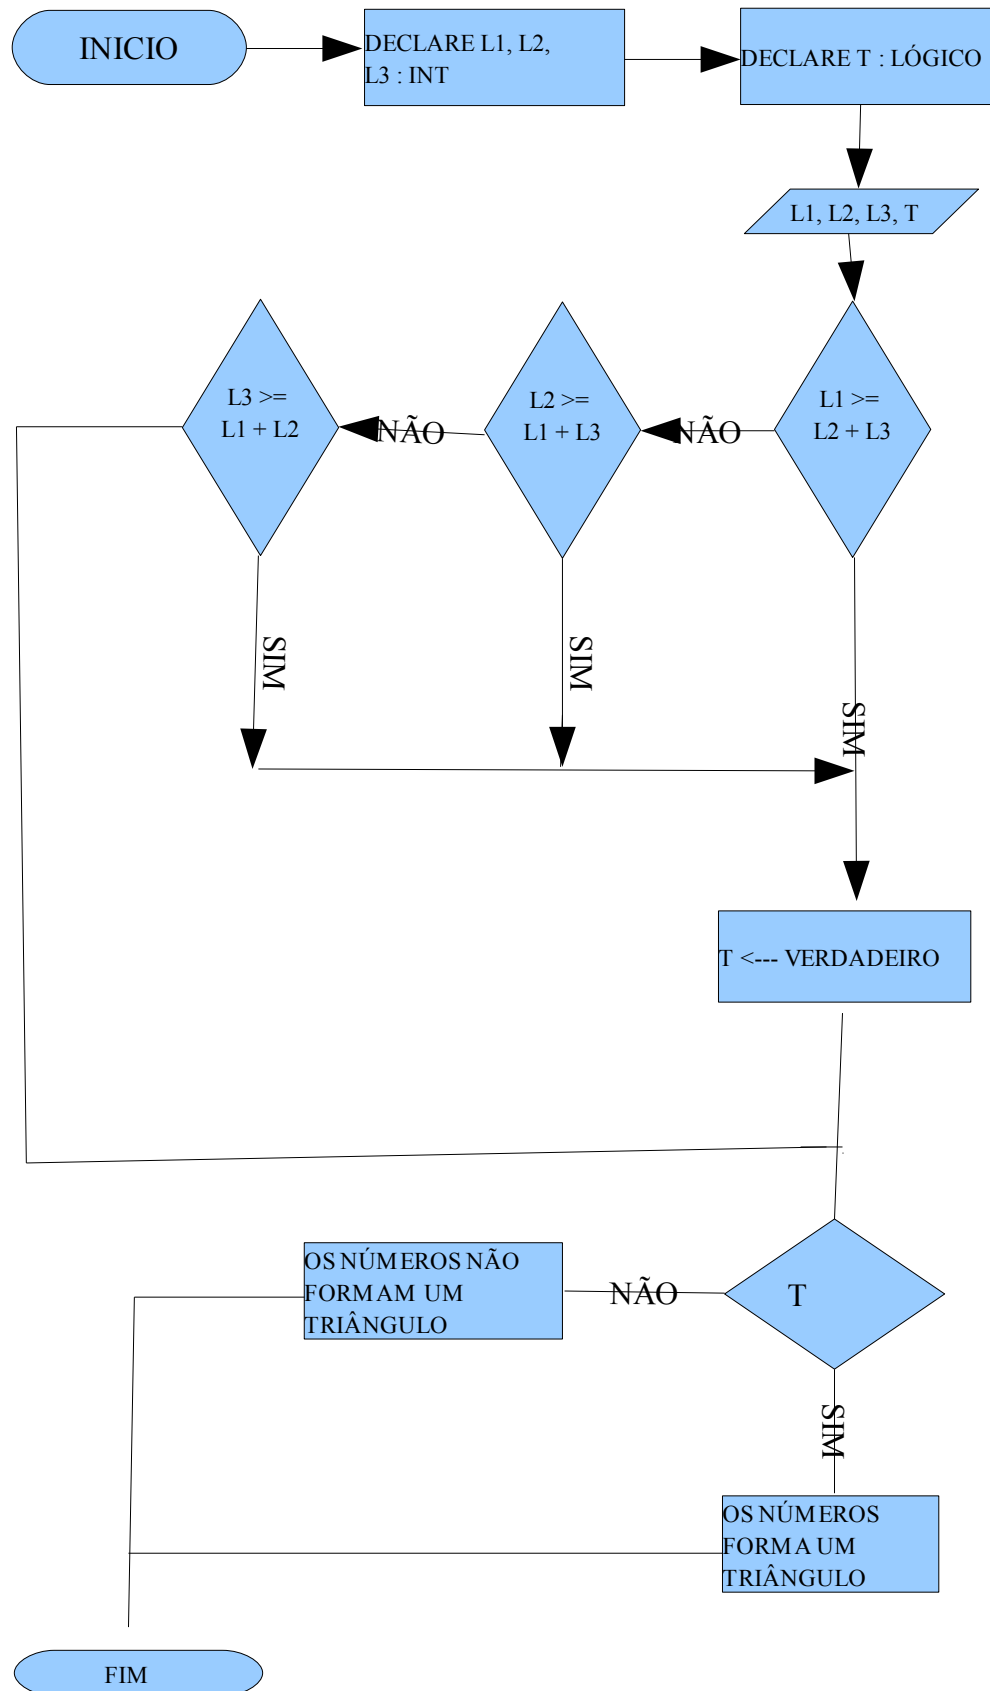 INICIO
DECLARE L1, L2,
L3 : INT
DECLARE T : LÓGICO
L1, L2, L3, T
L1 >=
L2 + L3
NÃO
L2 >=
L1 + L3
NÃO
L3 >=
L1 + L2
SIM
SIM
SIM
T <--- VERDADEIRO
T
NÃO
OS NÚMEROS NÃO
FORMAM UM
TRIÂNGULO
SIM
OS NÚMEROS
FORMA UM
TRIÂNGULO
FIM